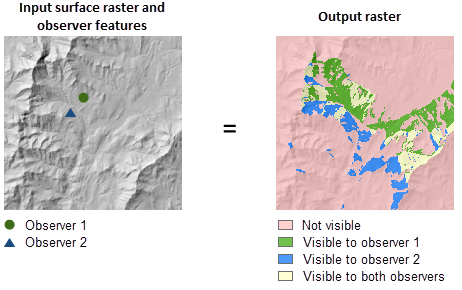 Input surface raster and
observer features
Output raster
=
Observer 1
Observer 2
Not visible
Visible to observer 1
Visible to observer 2
Visible to both observers